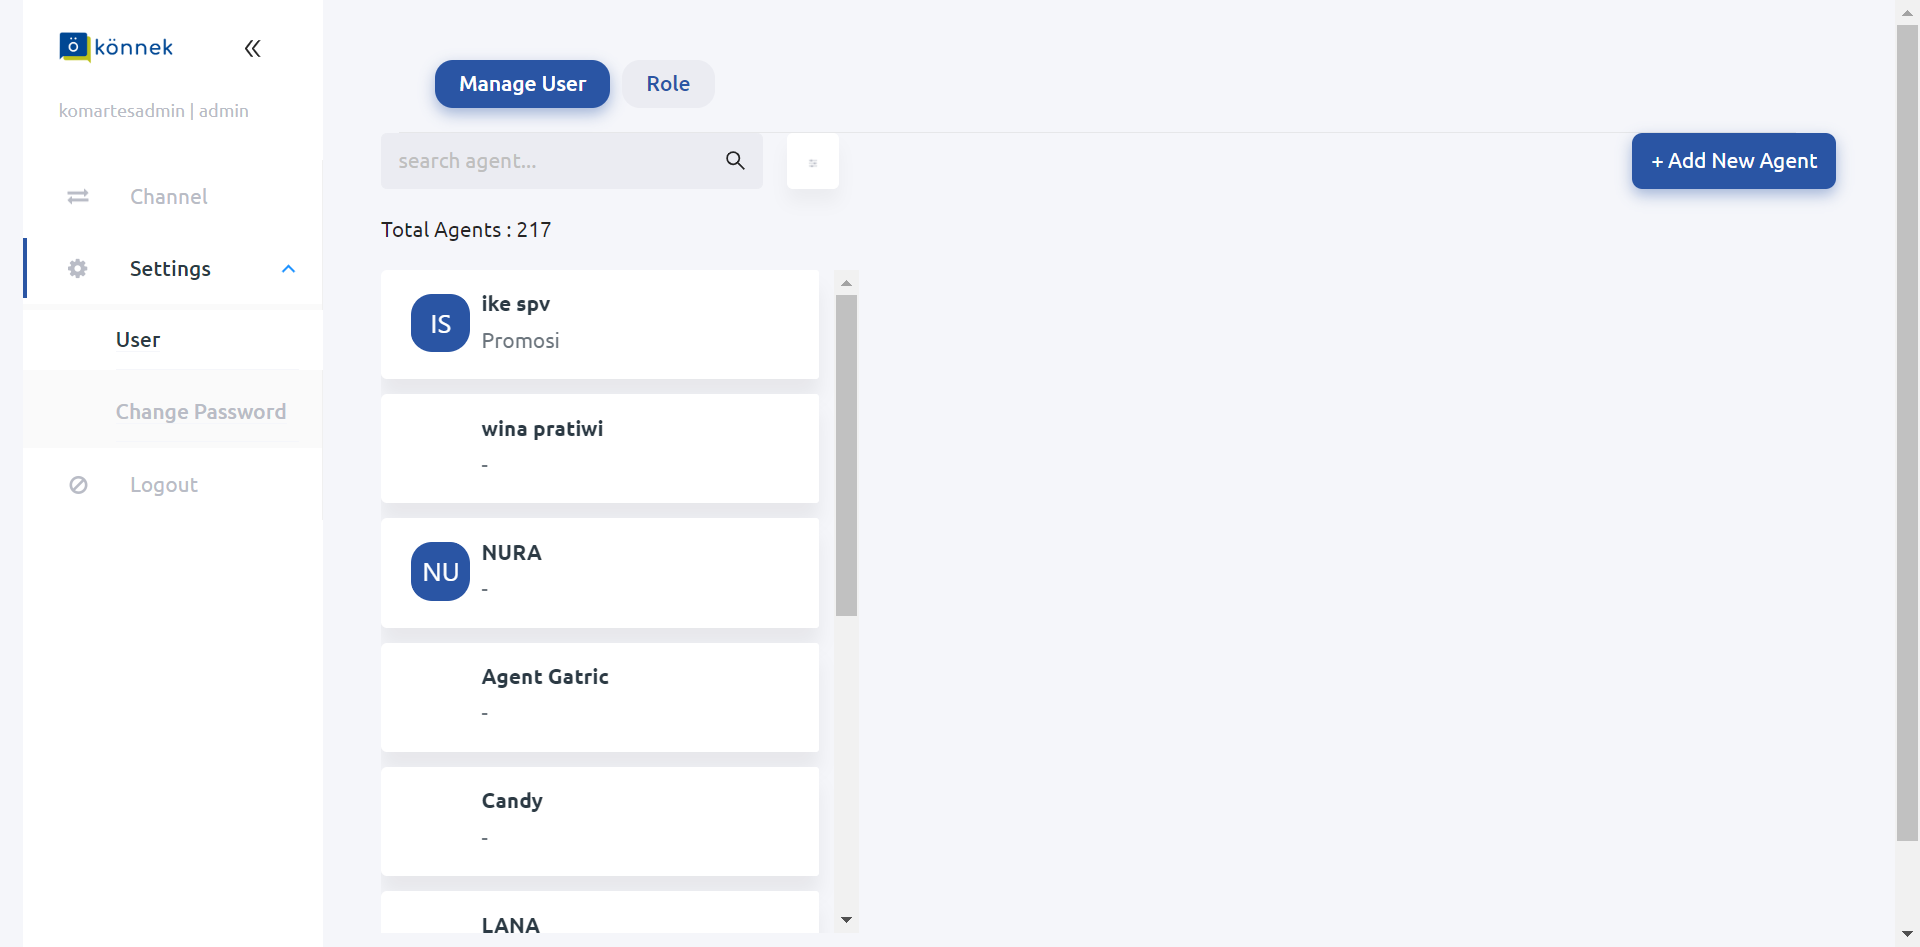 ö könnek
komartesadmin | admin
Channel
Settings
User
Change Password
Logout
Manage User
Role
search agent...
+ Add New Agent
Total Agents : 217
IS
ike spv
Promosi
wina pratiwi
-
NU
NURA
-
Agent Gatric
-
Candy
-
LANA